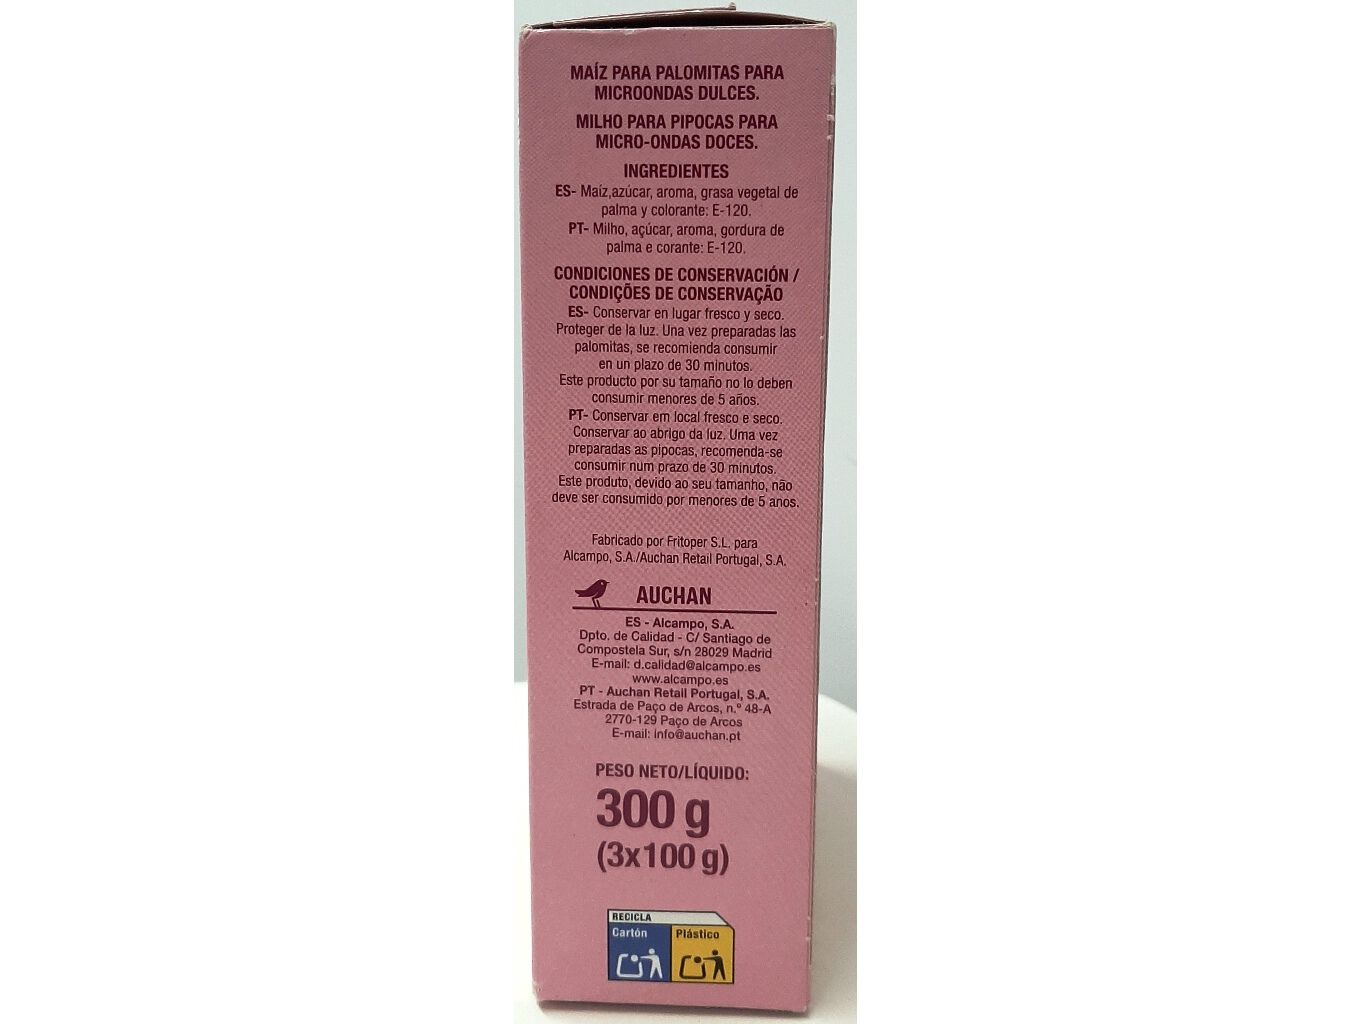 MAÍZ PARA PALOMITAS PARA
MICROONDAS DULCES.
MILHO PARA PIPOCAS PARA
MICRO-ONDAS DOCES.
INGREDIENTES
ES- Maíz,azúcar, aroma, grasa vegetal de
palma y colorante: E-120.
PT- Milho, açúcar, aroma, gordura de
palma e corante: E-120.
CONDICIONES DE CONSERVACIÓN /
CONDIÇÕES DE CONSERVAÇÃO
ES- Conservar en lugar fresco y seco.
Proteger de la luz. Una vez preparadas las
palomitas, se recomienda consumir
en un plazo de 30 minutos.
Este producto por su tamaño no lo deben
consumir menores de 5 años.
PT- Conservar em local fresco e seco.
Conservar ao abrigo da luz. Uma vez
preparadas as pipocas, recomenda-se
consumir num prazo de 30 minutos.
Este produto, devido ao seu tamanho, não
deve ser consumido por menores de 5 anos.
Fabricado por Fritoper S.L. para
Alcampo, S.A./Auchan Retail Portugal, S.A.
AUCHAN
ES - Alcampo, S.A.
Dpto. de Calidad - C/ Santiago de
Compostela Sur, s/n 28029 Madrid
E-mail: d.calidad@alcampo.es
www.alcampo.es
PT - Auchan Retail Portugal, S.A.
Estrada de Paço de Arcos, n.º 48-A
2770-129 Paço de Arcos
E-mail: info@auchan.pt
PESO NETO/LÍQUIDO:
300 g
(3x100 g)
RECICLA
Cartón Plástico